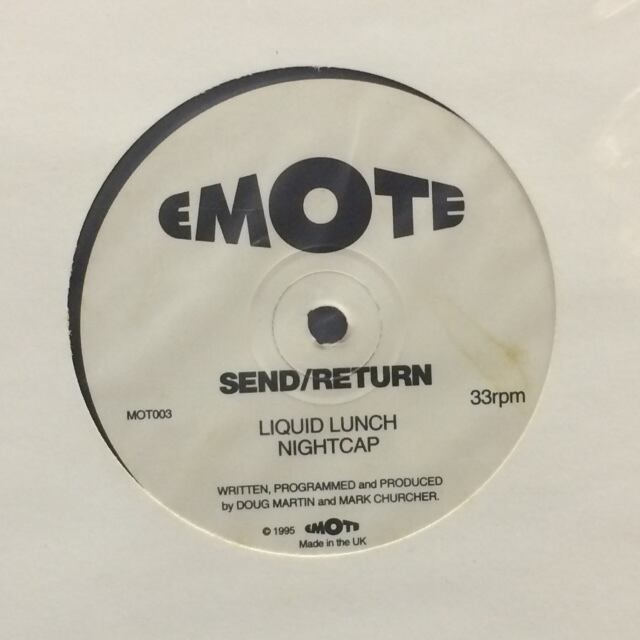 EMOTE
SEND/RETURN
MOT003
33rpm
LIQUID LUNCH
NIGHTCAP
WRITTEN, PROGRAMMED and PRODUCED
by DOUG MARTIN and MARK CHURCHER.
© 1995 EMOTE
Made in the UK